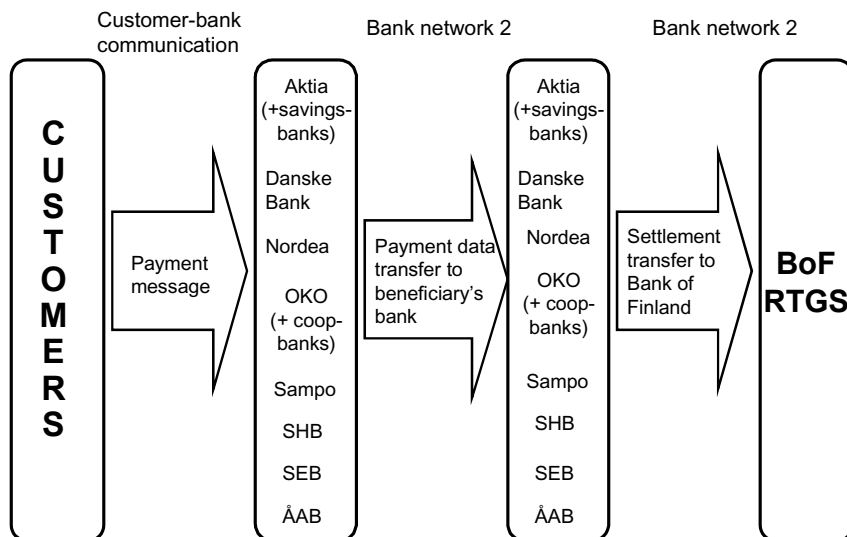 Customer-bank
communication
Bank network 2
Bank network 2
CUSTOMERS
Payment
message
Aktia
(+savings-
banks)
Danske
Bank
Nordea
OKO
(+ coop-
banks)
Sampo
SHB
SEB
ÅAB
Payment data
transfer to
beneficiary's
bank
Aktia
(+savings-
banks)
Danske
Bank
Nordea
OKO
(+ coop-
banks)
Sampo
SHB
SEB
ÅAB
Settlement
transfer to
Bank of
Finland
BoF
RTGS